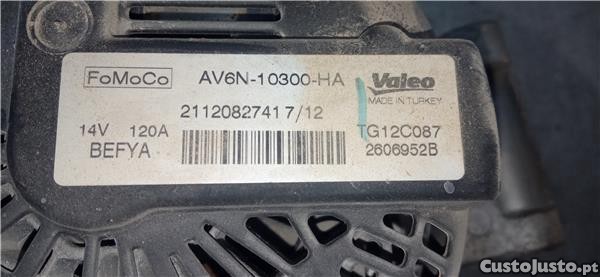 FoMoCo
AV6N-10300-HA
Valeo
MADE IN TURKEY
2112082741 7/12
14V 120A
TG12C087
BEFYA
2606952B
CustoJusto.pt